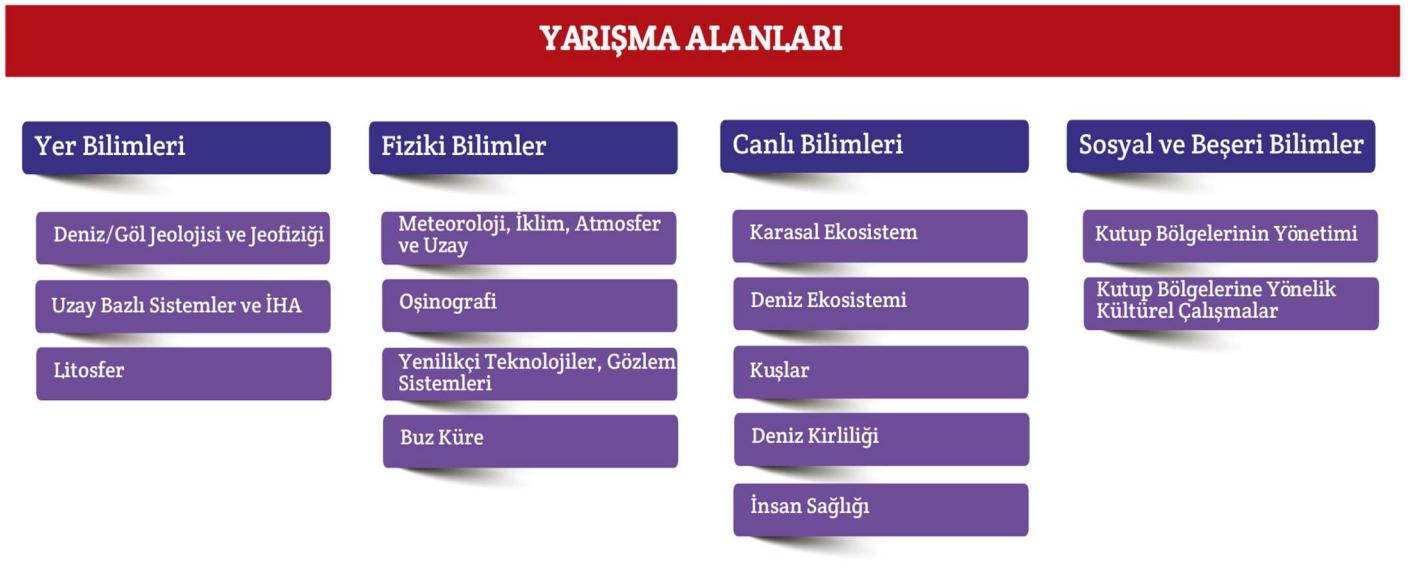 YARIŞMA ALANLARI
Yer Bilimleri
Deniz/Göl Jeolojisi ve Jeofiziği
Uzay Bazlı Sistemler ve İHA
Litosfer
Fiziki Bilimler
Meteoroloji, İklim, Atmosfer
ve Uzay
Oşinografi
Yenilikçi Teknolojiler, Gözlem
Sistemleri
Buz Küre
Canlı Bilimleri
Karasal Ekosistem
Deniz Ekosistemi
Kuşlar
Deniz Kirliliği
İnsan Sağlığı
Sosyal ve Beşeri Bilimler
Kutup Bölgelerinin Yönetimi
Kutup Bölgelerine Yönelik
Kültürel Çalışmalar